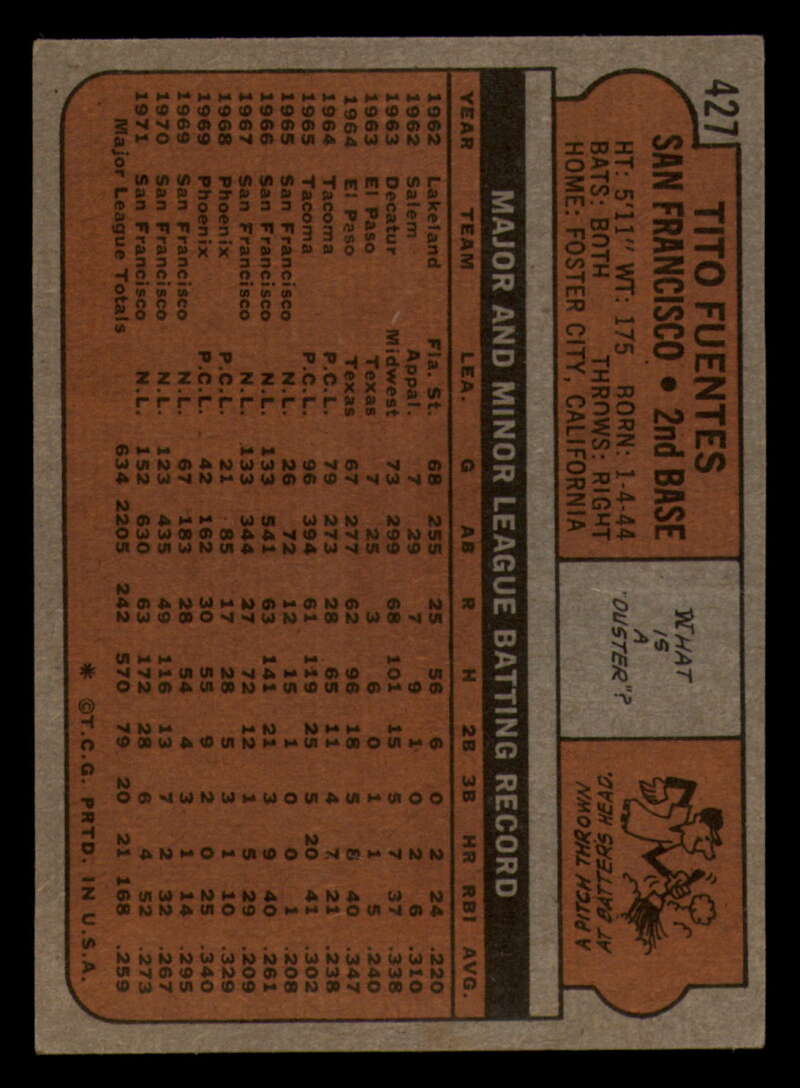 427
TITO FUENTES
SAN FRANCISCO • 2nd BASE
HT: 5'11" WT: 175 BORN: 1-4-44
BATS: BOTH THROWS: RIGHT
HOME: FOSTER CITY, CALIFORNIA
WHAT
IS
A
"DUSTER"?
A PITCH THROWN
AT BATTERS HEAD.
MAJOR AND MINOR LEAGUE BATTING RECORD
YEAR TEAM LEA. G AB R H 2B 3B HR RBI AVG.
1962 Lakeland Fla. St. 68 255 25 56 6 0 2 24 .220
1962 Salem Appal. 7 29 7 9 1 0 2 6 .310
1963 Decatur Midwest 73 299 68 101 15 5 7 37 .338
1963 El Paso Texas 7 25 3 6 0 1 1 5 .240
1964 El Paso Texas 67 277 62 96 18 5 8 40 .347
1964 Tacoma P.C.L. 79 273 28 65 11 4 7 21 .238
1965 Tacoma P.C.L. 96 394 61 119 25 5 20 41 .302
1965 San Francisco N.L. 26 72 12 15 1 0 0 1 .208
1966 San Francisco N.L. 133 541 63 141 21 3 9 40 .261
1967 San Francisco N.L. 133 344 27 72 12 1 5 29 .209
1968 Phoenix P.C.L. 21 85 17 28 5 3 1 10 .329
1969 Phoenix P.C.L. 42 162 30 55 9 2 0 25 .340
1969 San Francisco N.L. 67 183 28 54 4 3 1 14 .295
1970 San Francisco N.L. 123 435 49 116 13 7 2 32 .267
1971 San Francisco N.L. 152 630 63 172 28 6 4 52 .273
Major League Totals 634 2205 242 570 79 20 21 168 .259
* ©T.C.G. PRTD. IN U.S.A.